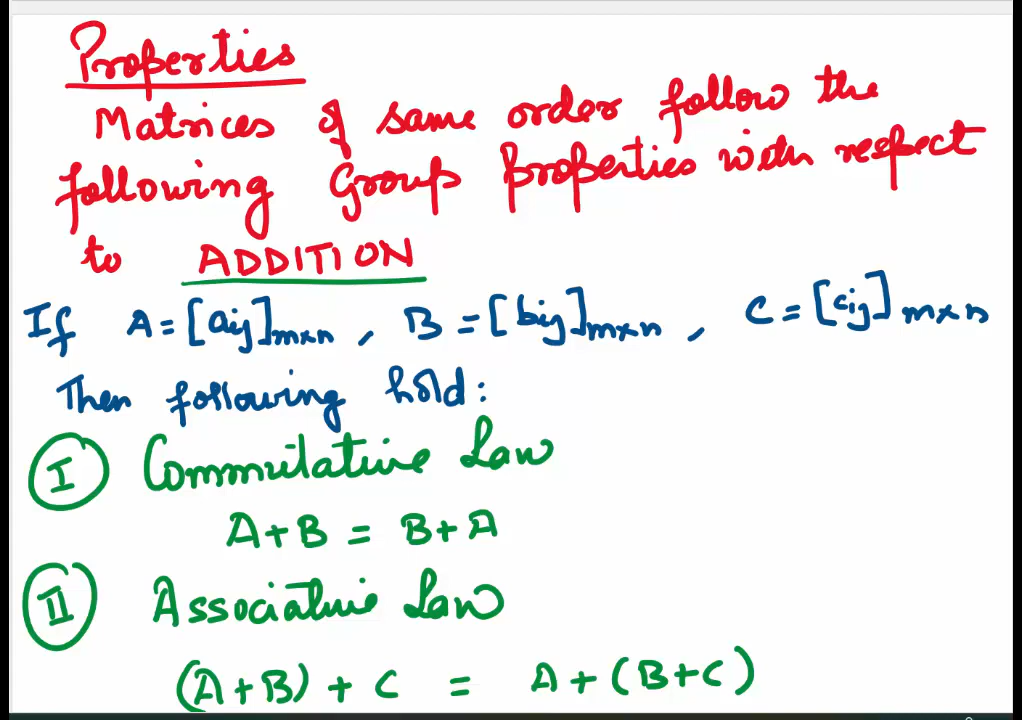 Properties
Matrices of same order follow the
following Group Properties with respect
to ADDITION
If A = [aij]m×n , B = [bij]m×n , C = [cij]m×n
Then following hold:
I Commutative Law
A+B = B+A
II Associative Law
(A+B) + C = A + (B+C)